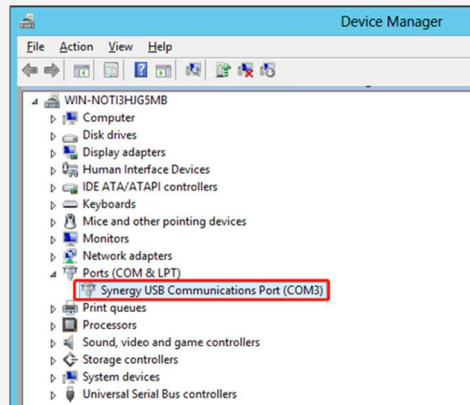 Device Manager
File Action View Help
WIN-NOTI3HJG5MB
Computer
Disk drives
Display adapters
Human Interface Devices
IDE ATA/ATAPI controllers
Keyboards
Mice and other pointing devices
Monitors
Network adapters
Ports (COM & LPT)
Synergy USB Communications Port (COM3)
Print queues
Processors
Sound, video and game controllers
Storage controllers
System devices
Universal Serial Bus controllers